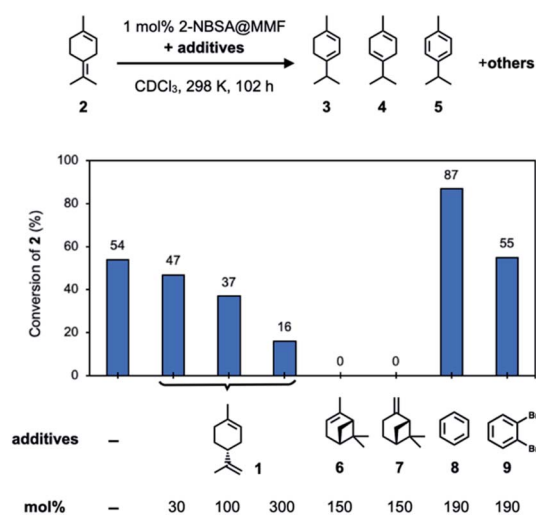 1 mol% 2-NBSA@MMF
+ additives
CDCl₃, 298 K, 102 h
+others
2 3 4 5
100
80
60
40
20
0
Conversion of 2 (%)
54 47 37 16 0 0 87 55
additives – 1 6 7 8 9
Br
Br
mol% – 30 100 300 150 150 190 190